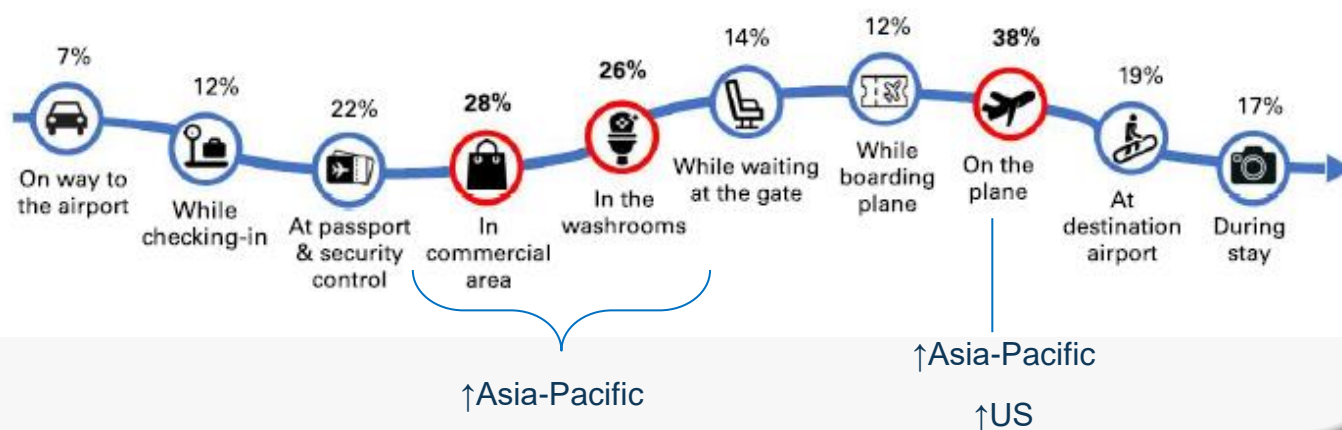 7%
On way to
the airport
12%
While
checking-in
22%
At passport
& security
control
28%
In
commercial
area
26%
In the
washrooms
14%
While waiting
at the gate
12%
While
boarding
plane
38%
On the
plane
19%
At
destination
airport
17%
During
stay
↑Asia-Pacific
↑Asia-Pacific
↑US